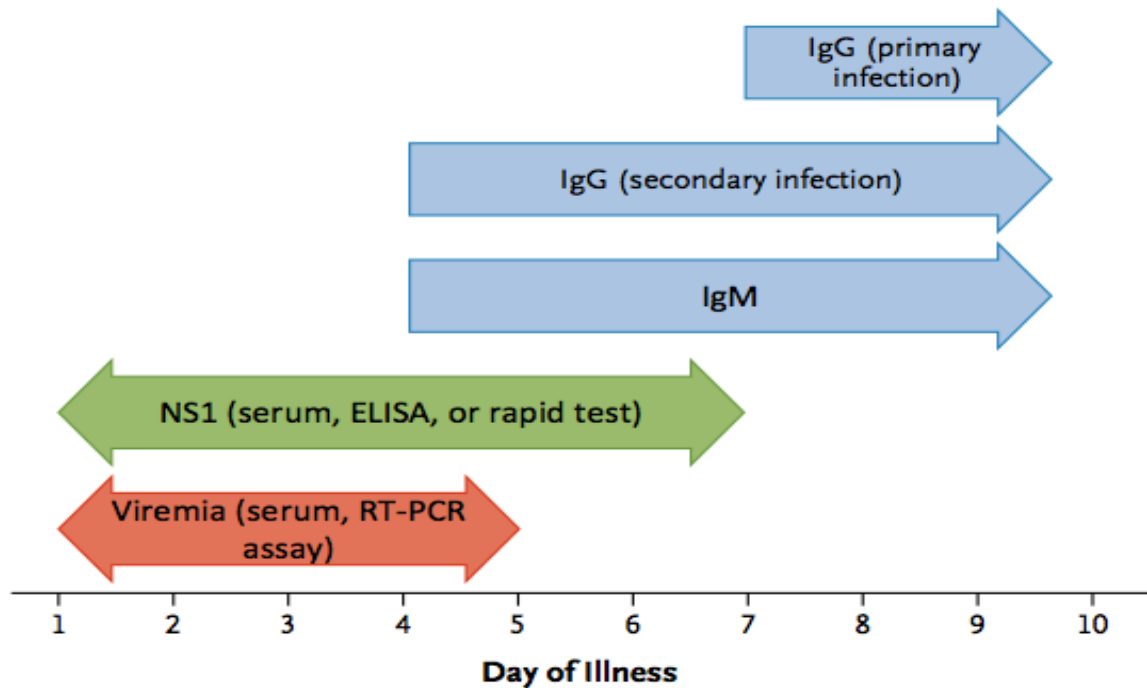 IgG (primary
infection)
IgG (secondary infection)
IgM
NS1 (serum, ELISA, or rapid test)
Viremia (serum, RT-PCR
assay)
1 2 3 4 5 6 7 8 9 10
Day of Illness